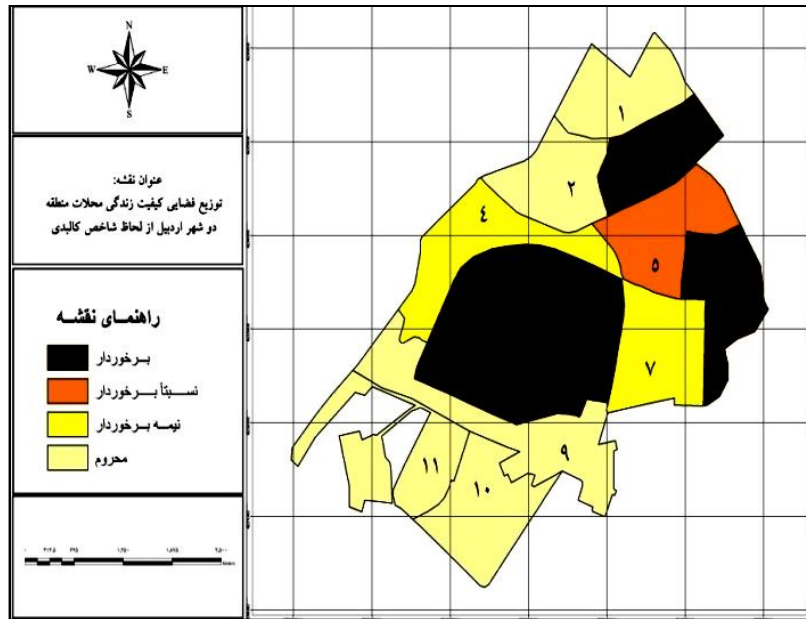 N
W E
S
عنوان نقشه:
توزیع فضایی کیفیت زندگی محلات منطقه
دو شهر اردبیل از لحاظ شاخص کالبدی
راهنمای نقشه
برخوردار
نسبتاً برخوردار
نیمه برخوردار
محروم
۱
۲
٤
۵
۷
۹
۱۱
۱۰